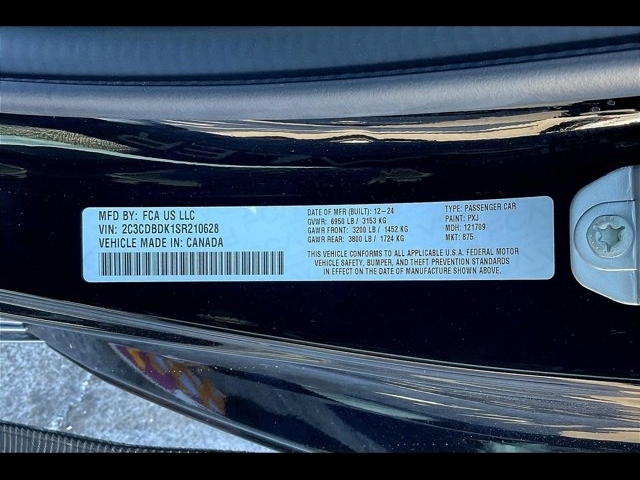 MFD BY: FCA US LLC
VIN: 2C3CDBDK1SR210628
VEHICLE MADE IN: CANADA
DATE OF MFR (BUILT): 12-24
GVWR: 6950 LB / 3153 KG
GAWR FRONT: 3200 LB / 1452 KG
GAWR REAR: 3800 LB / 1724 KG
TYPE: PASSENGER CAR
PAINT: PXJ
MDH: 121709
MKT: 875
THIS VEHICLE CONFORMS TO ALL APPLICABLE U.S.A. FEDERAL MOTOR
VEHICLE SAFETY, BUMPER, AND THEFT PREVENTION STANDARDS
IN EFFECT ON THE DATE OF MANUFACTURE SHOWN ABOVE.